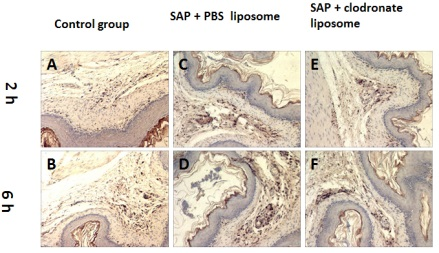 Control group
SAP + PBS liposome
SAP + clodronate
liposome
2 h
A
C
E
6 h
B
D
F